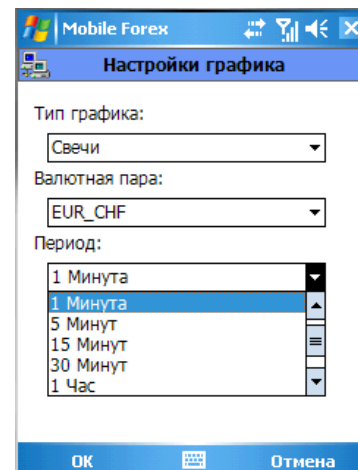 Mobile Forex
Настройки графика
Тип графика:
Свечи
Валютная пара:
EUR_CHF
Период:
1 Минута
1 Минута
5 Минут
15 Минут
30 Минут
1 Час
ОК Отмена